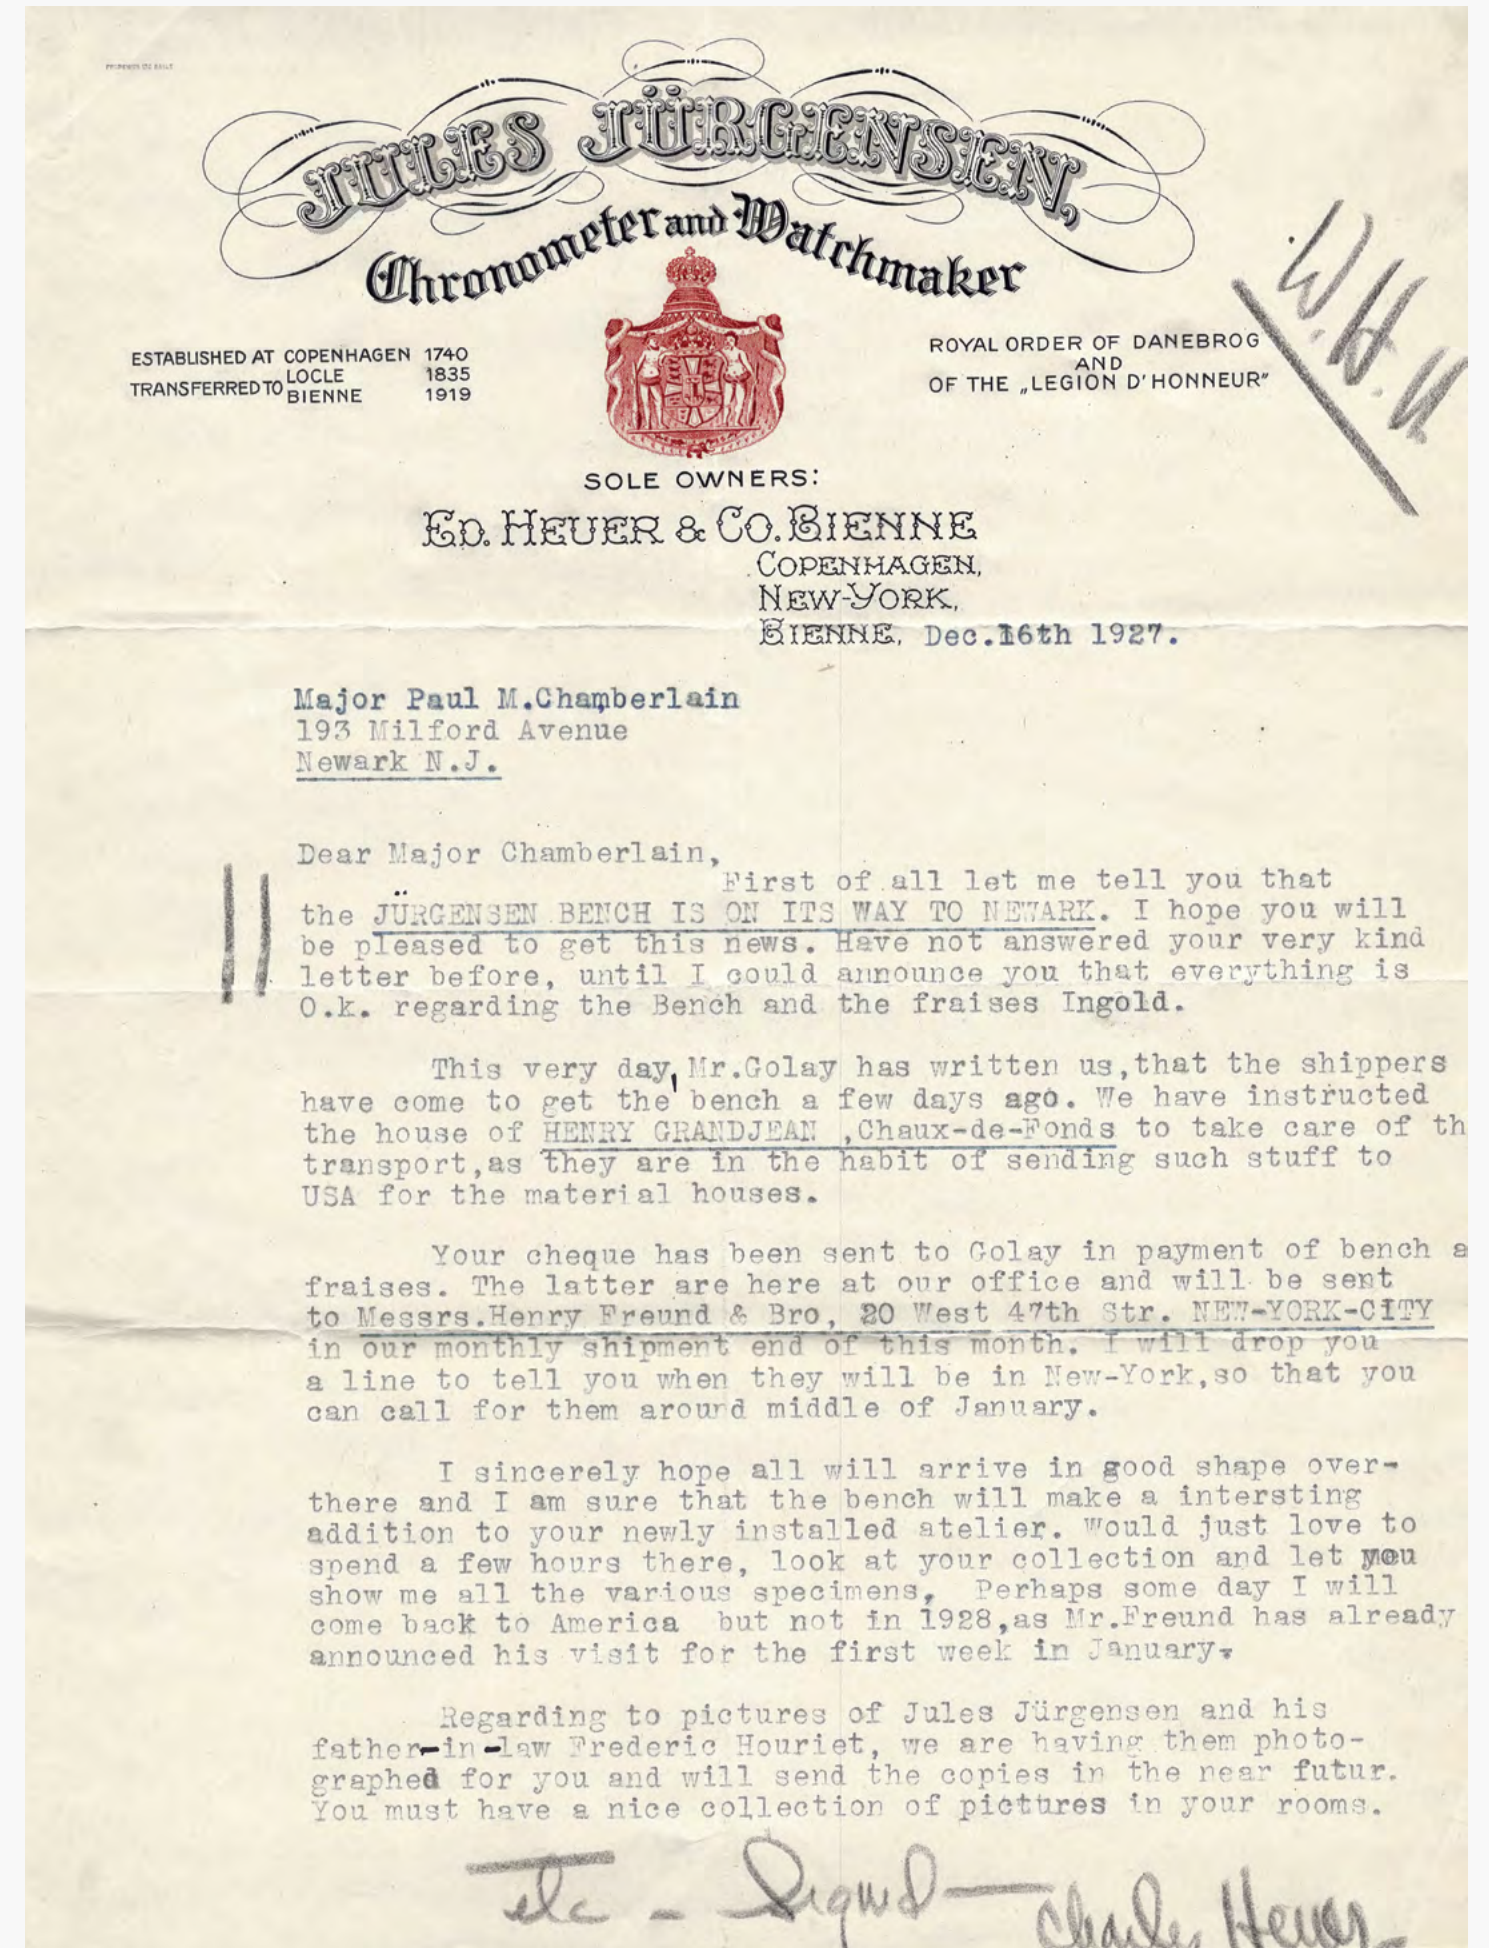 JULES JÜRGENSEN,
Chronometer and Watchmaker
ESTABLISHED AT COPENHAGEN 1740
TRANSFERRED TO LOCLE 1835
BIENNE 1919
ROYAL ORDER OF DANEBROG
AND
OF THE „LEGION D'HONNEUR"
W.H.
SOLE OWNERS:
ED. HEUER & CO. BIENNE
COPENHAGEN,
NEW-YORK,
BIENNE, Dec.16th 1927.
Major Paul M.Chamberlain
193 Milford Avenue
Newark N.J.
Dear Major Chamberlain,
First of all let me tell you that
the JÜRGENSEN BENCH IS ON ITS WAY TO NEWARK. I hope you will
be pleased to get this news. Have not answered your very kind
letter before, until I could announce you that everything is
O.k. regarding the Bench and the fraises Ingold.
This very day, Mr.Golay has written us,that the shippers
have come to get the bench a few days ago. We have instructed
the house of HENRY GRANDJEAN ,Chaux-de-Fonds to take care of th
transport,as they are in the habit of sending such stuff to
USA for the material houses.
Your cheque has been sent to Golay in payment of bench a
fraises. The latter are here at our office and will be sent
to Messrs.Henry Freund & Bro, 20 West 47th Str. NEW-YORK-CITY
in our monthly shipment end of this month. I will drop you
a line to tell you when they will be in New-York,so that you
can call for them around middle of January.
I sincerely hope all will arrive in good shape over-
there and I am sure that the bench will make a intersting
addition to your newly installed atelier. Would just love to
spend a few hours there, look at your collection and let you
show me all the various specimens, Perhaps some day I will
come back to America but not in 1928,as Mr.Freund has already
announced his visit for the first week in January.
Regarding to pictures of Jules Jürgensen and his
father-in-law Frederic Houriet, we are having them photo-
graphed for you and will send the copies in the near futur.
You must have a nice collection of pictures in your rooms.
etc - Signed - Charles Heuer